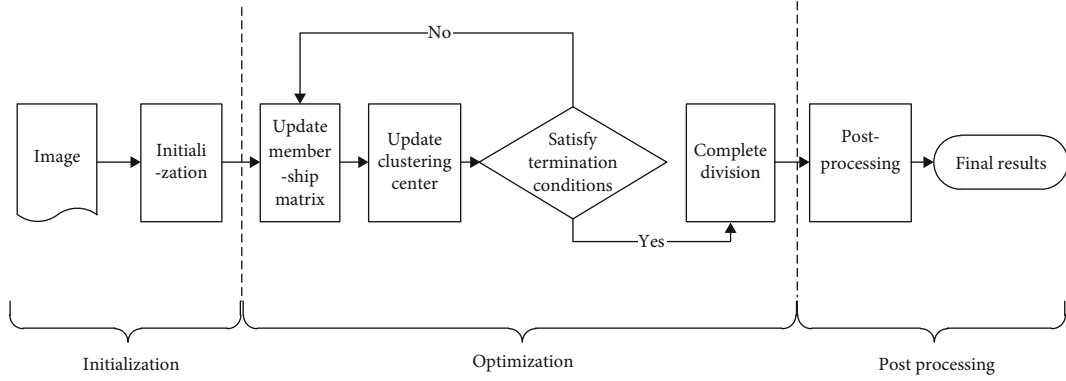 No
Image
Initiali
-zation
Update
member
-ship
matrix
Update
clustering
center
Satisfy
termination
conditions
Complete
division
Post-
processing
Final results
Yes
Initialization
Optimization
Post processing